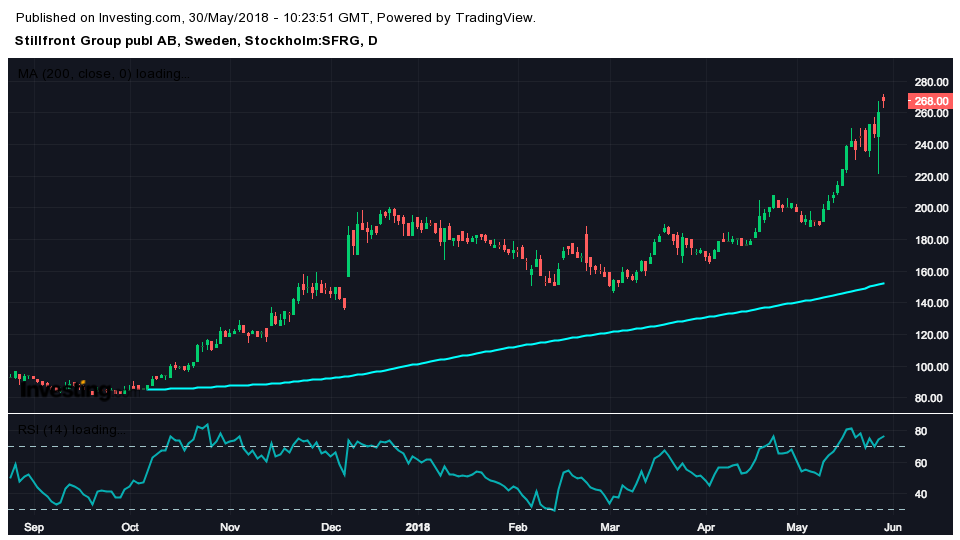 Published on Investing.com, 30/May/2018 - 10:23:51 GMT, Powered by TradingView.
Stillfront Group publ AB, Sweden, Stockholm:SFRG, D
MA (200, close, 0) loading...
280.00
268.00
260.00
240.00
220.00
200.00
180.00
160.00
140.00
120.00
100.00
80.00
Investing
RSI (14) loading...
80
60
40
Sep Oct Nov Dec 2018 Feb Mar Apr May Jun